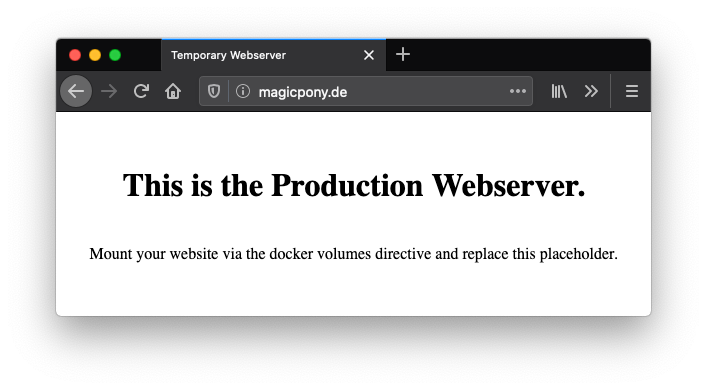 Temporary Webserver
magicpony.de
This is the Production Webserver.
Mount your website via the docker volumes directive and replace this placeholder.